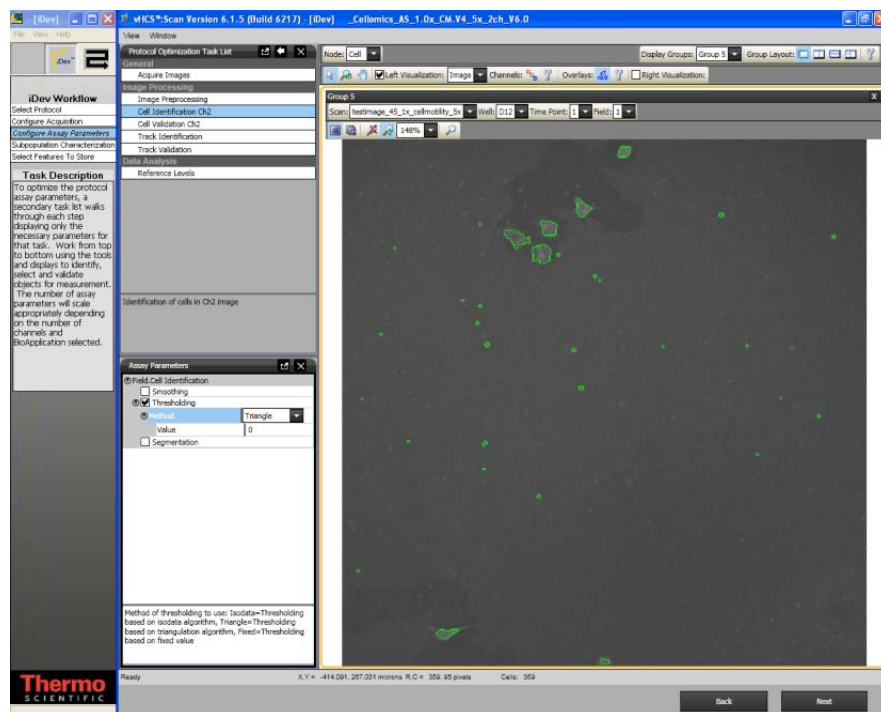 - [iDev]
vHCS™:Scan Version 6.1.5 (Build 6217) - [iDev]   _Cellomics_AS_1.0x_CM.V4_5x_2ch_V6.0
File View Help
View Window
iDev™
iDev Workflow
Select Protocol
Configure Acquisition
Configure Assay Parameters
Subpopulation Characterization
Select Features To Store
Task Description
To optimize the protocol
assay parameters, a
secondary task list walks
through each step
displaying only the
necessary parameters for
that task. Work from top
to bottom using the tools
and displays to identify,
select and validate
objects for measurement.
The number of assay
parameters will scale
appropriately depending
on the number of
channels and
BioApplication selected.
Thermo
SCIENTIFIC
Protocol Optimization Task List
General
Acquire Images
Image Processing
Image Preprocessing
Cell Identification Ch2
Cell Validation Ch2
Track Identification
Track Validation
Data Analysis
Reference Levels
Identification of cells in Ch2 image
Assay Parameters
Field.Cell Identification
Smoothing
Thresholding
Method Triangle
Value 0
Segmentation
Method of thresholding to use: Isodata=Thresholding
based on isodata algorithm, Triangle=Thresholding
based on triangulation algorithm, Fixed=Thresholding
based on fixed value
Node: Cell Display Groups: Group 5 Group Layout:
Left Visualization: Image Channels: Overlays: Right Visualization:
Group 5 X
Scan: testimage_45_1x_cellmotility_5x Well: D12 Time Point: 1 Field: 1
148%
Ready X,Y = -414.091, 267.031 microns R,C = 359, 95 pixels Cells: 369
Back Next